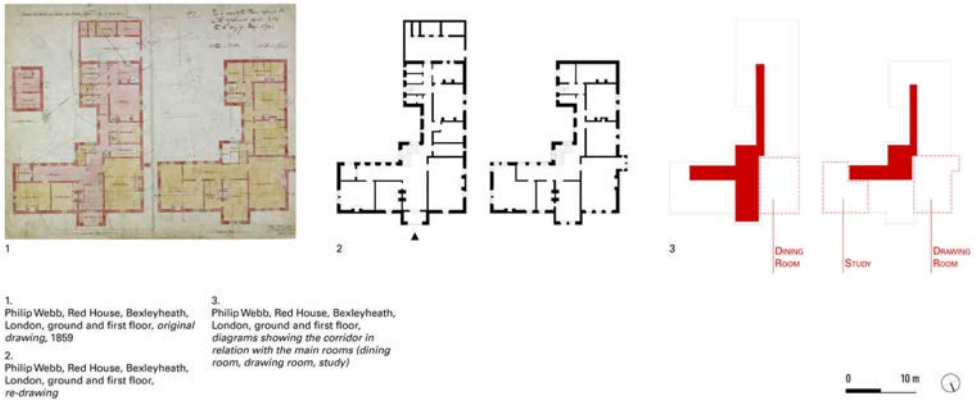 1
2
3
DINING
ROOM
STUDY
DRAWING
ROOM
1.
Philip Webb, Red House, Bexleyheath,
London, ground and first floor, original
drawing, 1859
2.
Philip Webb, Red House, Bexleyheath,
London, ground and first floor,
re-drawing
3.
Philip Webb, Red House, Bexleyheath,
London, ground and first floor,
diagrams showing the corridor in
relation with the main rooms (dining
room, drawing room, study)
0 10 m